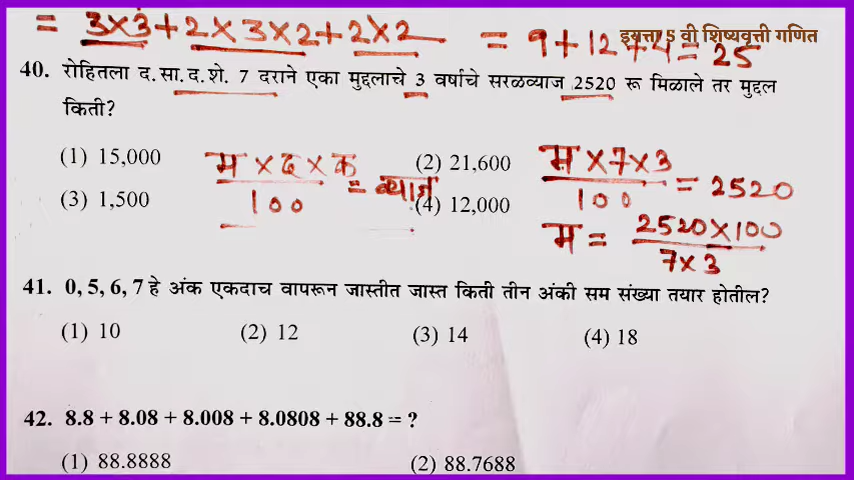 = 3×3+2×3×2+2×2 = 9+12+4=25
इयत्ता 5 वी शिष्यवृत्ती गणित
40. रोहितला द.सा.द.शे. 7 दराने एका मुद्दलाचे 3 वर्षाचे सरळव्याज 2520 रू मिळाले तर मुद्दल
किती?
(1) 15,000 (2) 21,600
(3) 1,500 (4) 12,000
म×द×क
100
= व्याज
म×7×3
100
= 2520
म = 2520×100
7×3
41. 0, 5, 6, 7 हे अंक एकदाच वापरून जास्तीत जास्त किती तीन अंकी सम संख्या तयार होतील?
(1) 10 (2) 12 (3) 14 (4) 18
42. 8.8 + 8.08 + 8.008 + 8.0808 + 88.8 = ?
(1) 88.8888 (2) 88.7688